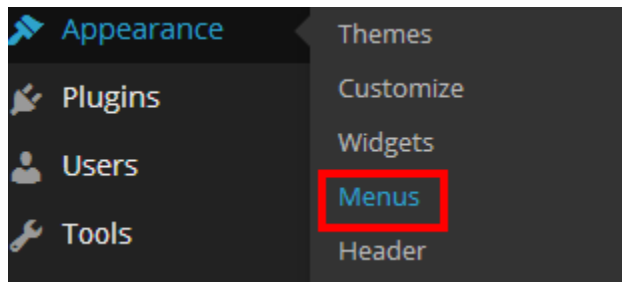 Appearance
Plugins
Users
Tools
Themes
Customize
Widgets
Menus
Header